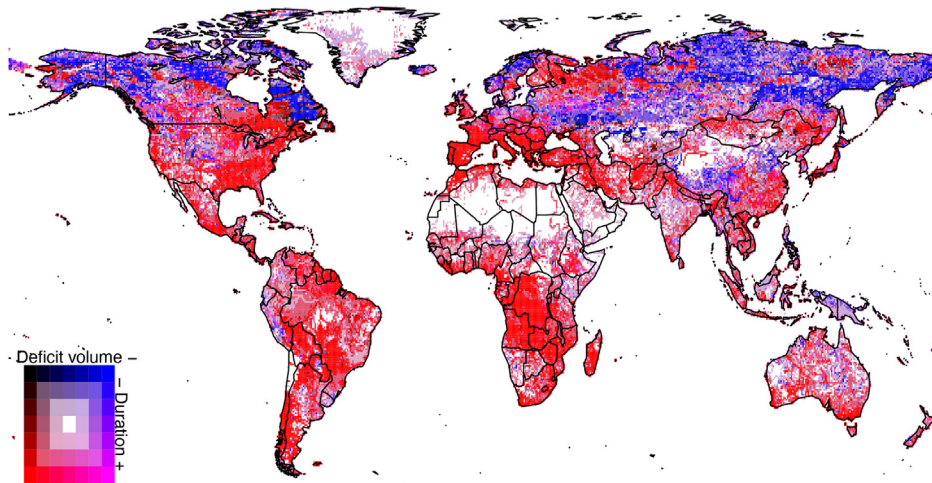 Deficit volume –
– Duration +